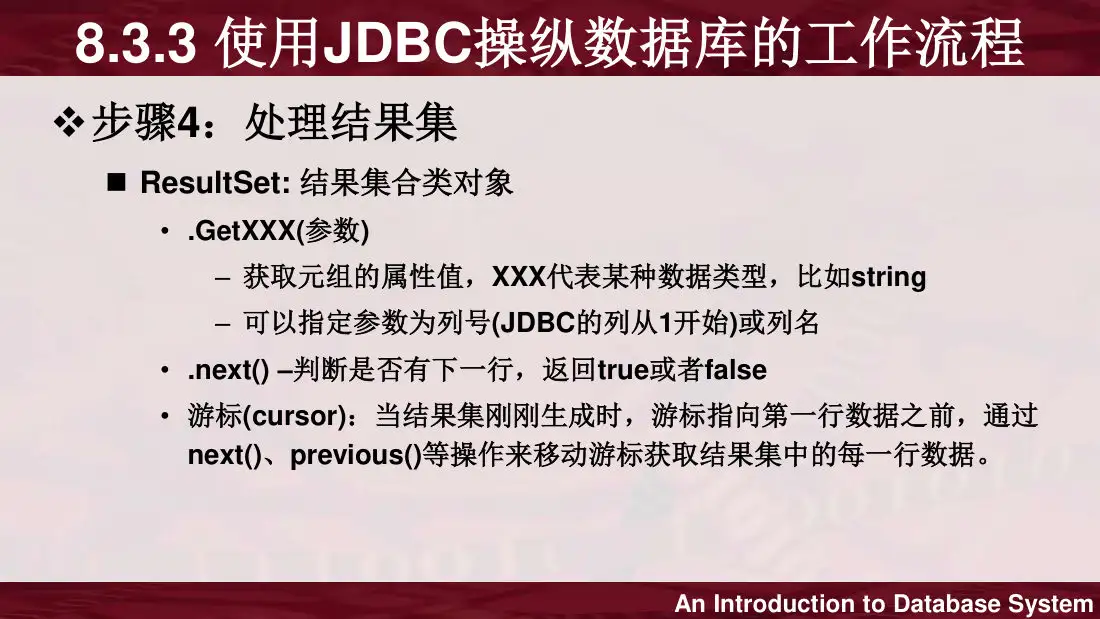 8.3.3 使用JDBC操纵数据库的工作流程
❖步骤4：处理结果集
■ ResultSet: 结果集合类对象
• .GetXXX(参数)
– 获取元组的属性值，XXX代表某种数据类型，比如string
– 可以指定参数为列号(JDBC的列从1开始)或列名
• .next() –判断是否有下一行，返回true或者false
• 游标(cursor)：当结果集刚刚生成时，游标指向第一行数据之前，通过
next()、previous()等操作来移动游标获取结果集中的每一行数据。
An Introduction to Database System